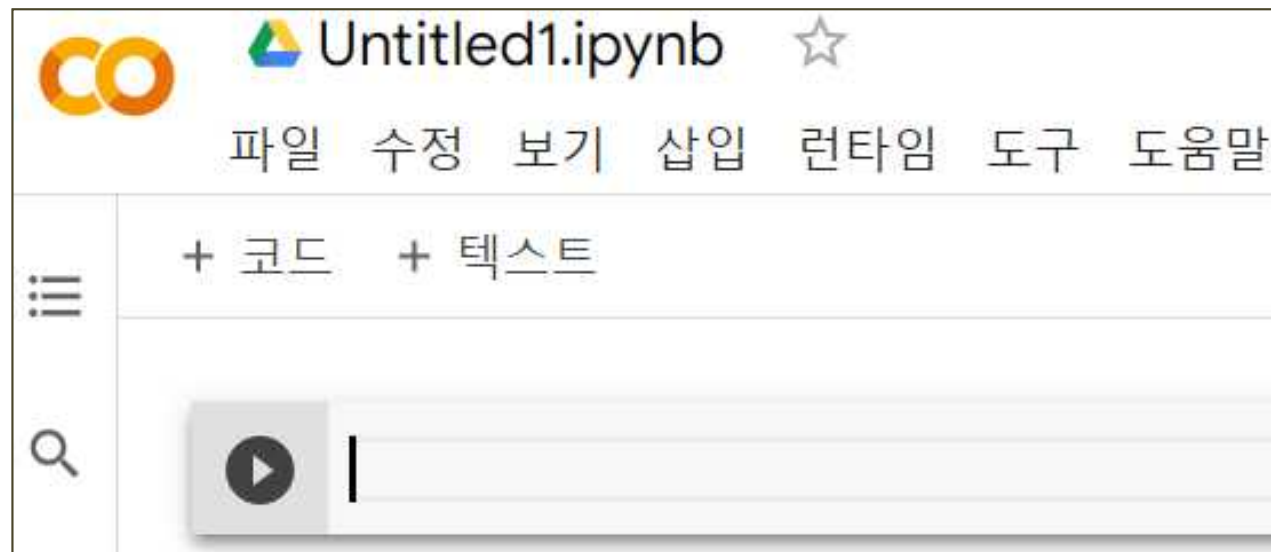 Untitled1.ipynb
파일 수정 보기 삽입 런타임 도구 도움말
+ 코드 + 텍스트